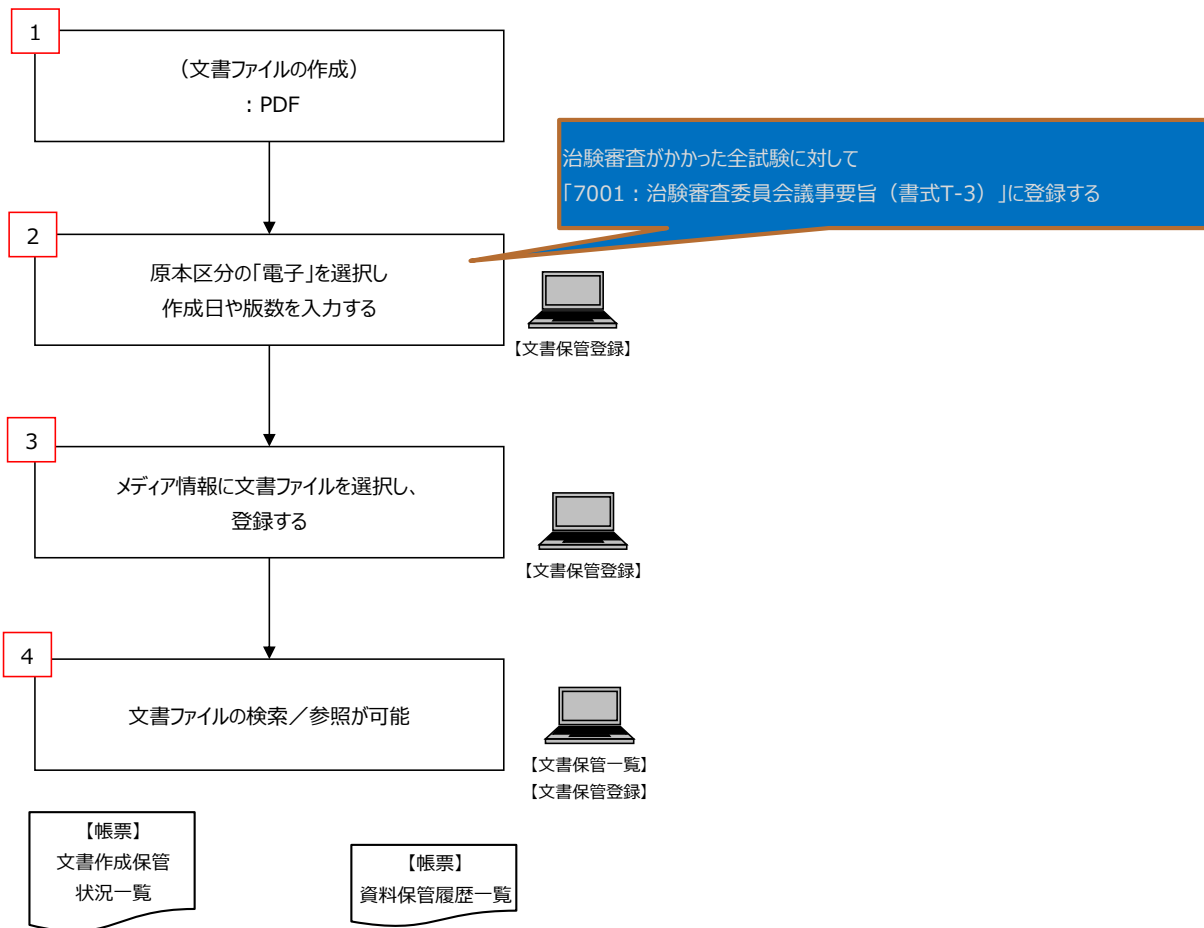 1
（文書ファイルの作成）
：PDF
治験審査がかかった全試験に対して
「7001：治験審査委員会議事要旨（書式T-3）」に登録する
2
原本区分の「電子」を選択し
作成日や版数を入力する
【文書保管登録】
3
メディア情報に文書ファイルを選択し、
登録する
【文書保管登録】
4
文書ファイルの検索／参照が可能
【文書保管一覧】
【文書保管登録】
【帳票】
文書作成保管
状況一覧
【帳票】
資料保管履歴一覧